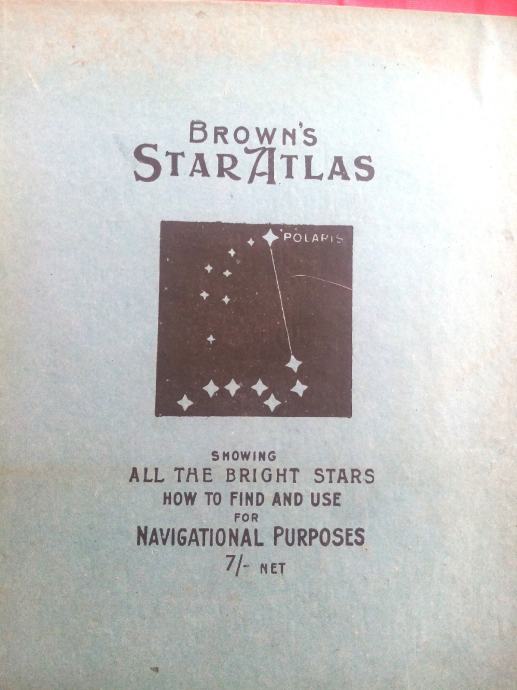 BROWN'S
STAR ATLAS
POLARIS
SHOWING
ALL THE BRIGHT STARS
HOW TO FIND AND USE
FOR
NAVIGATIONAL PURPOSES
7/- NET